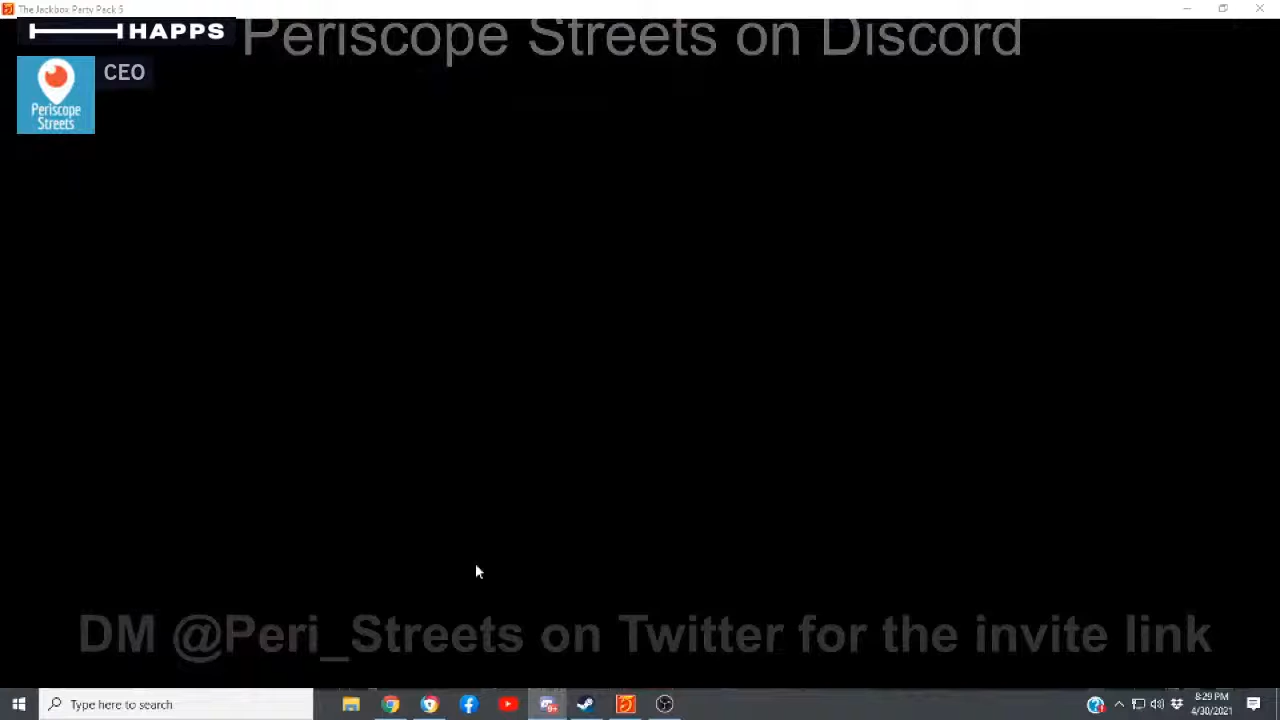 The Jackbox Party Pack 5
HAPPS
Periscope Streets on Discord
CEO
Periscope
Streets
DM @Peri_Streets on Twitter for the invite link
Type here to search
9+
8:29 PM
4/30/2021